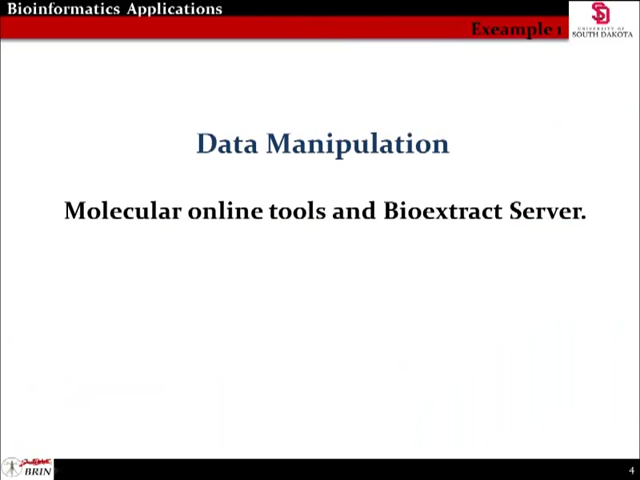 Bioinformatics Applications
Exeample 1
UNIVERSITY OF
SOUTH DAKOTA
Data Manipulation
Molecular online tools and Bioextract Server.
BRIN
4